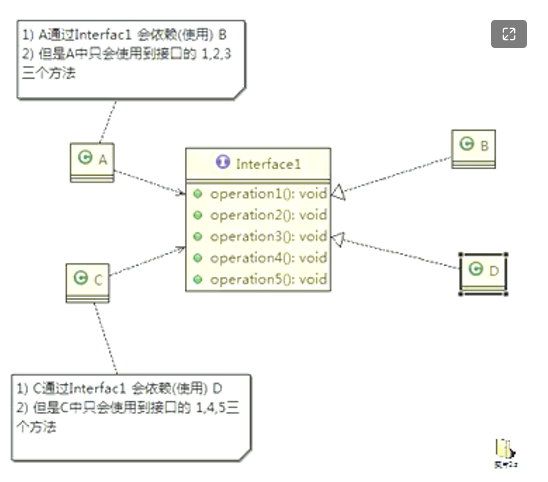 1) A通过Interfac1 会依赖(使用) B
2) 但是A中只会使用到接口的 1,2,3
三个方法
A
Interface1
B
operation1(): void
operation2(): void
operation3(): void
operation4(): void
operation5(): void
C
D
1) C通过Interfac1 会依赖(使用) D
2) 但是C中只会使用到接口的 1,4,5三
个方法